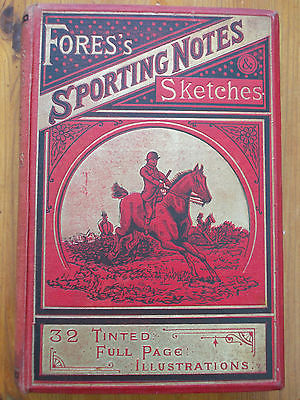 FORES'S
SPORTING NOTES
& Sketches
32 TINTED
FULL PAGE
ILLUSTRATIONS.